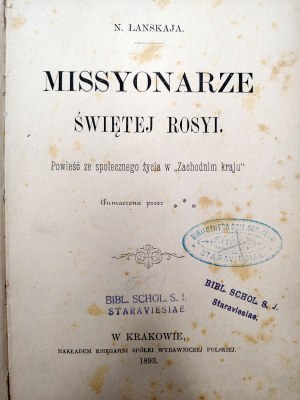 N. ŁANSKAJA.
MISSYONARZE
ŚWIĘTEJ ROSYI.
Powieść ze społecznego życia w „Zachodnim kraju“
tłumaczona przez * * *
BIBL. SCHOL. S. J.
STARAVIESIAE
BIBL. SCHOL. S. J.
Staraviesiae.
W KRAKOWIE,
NAKŁADEM KSIĘGARNI SPÓŁKI WYDAWNICZEJ POLSKIEJ.
1893.